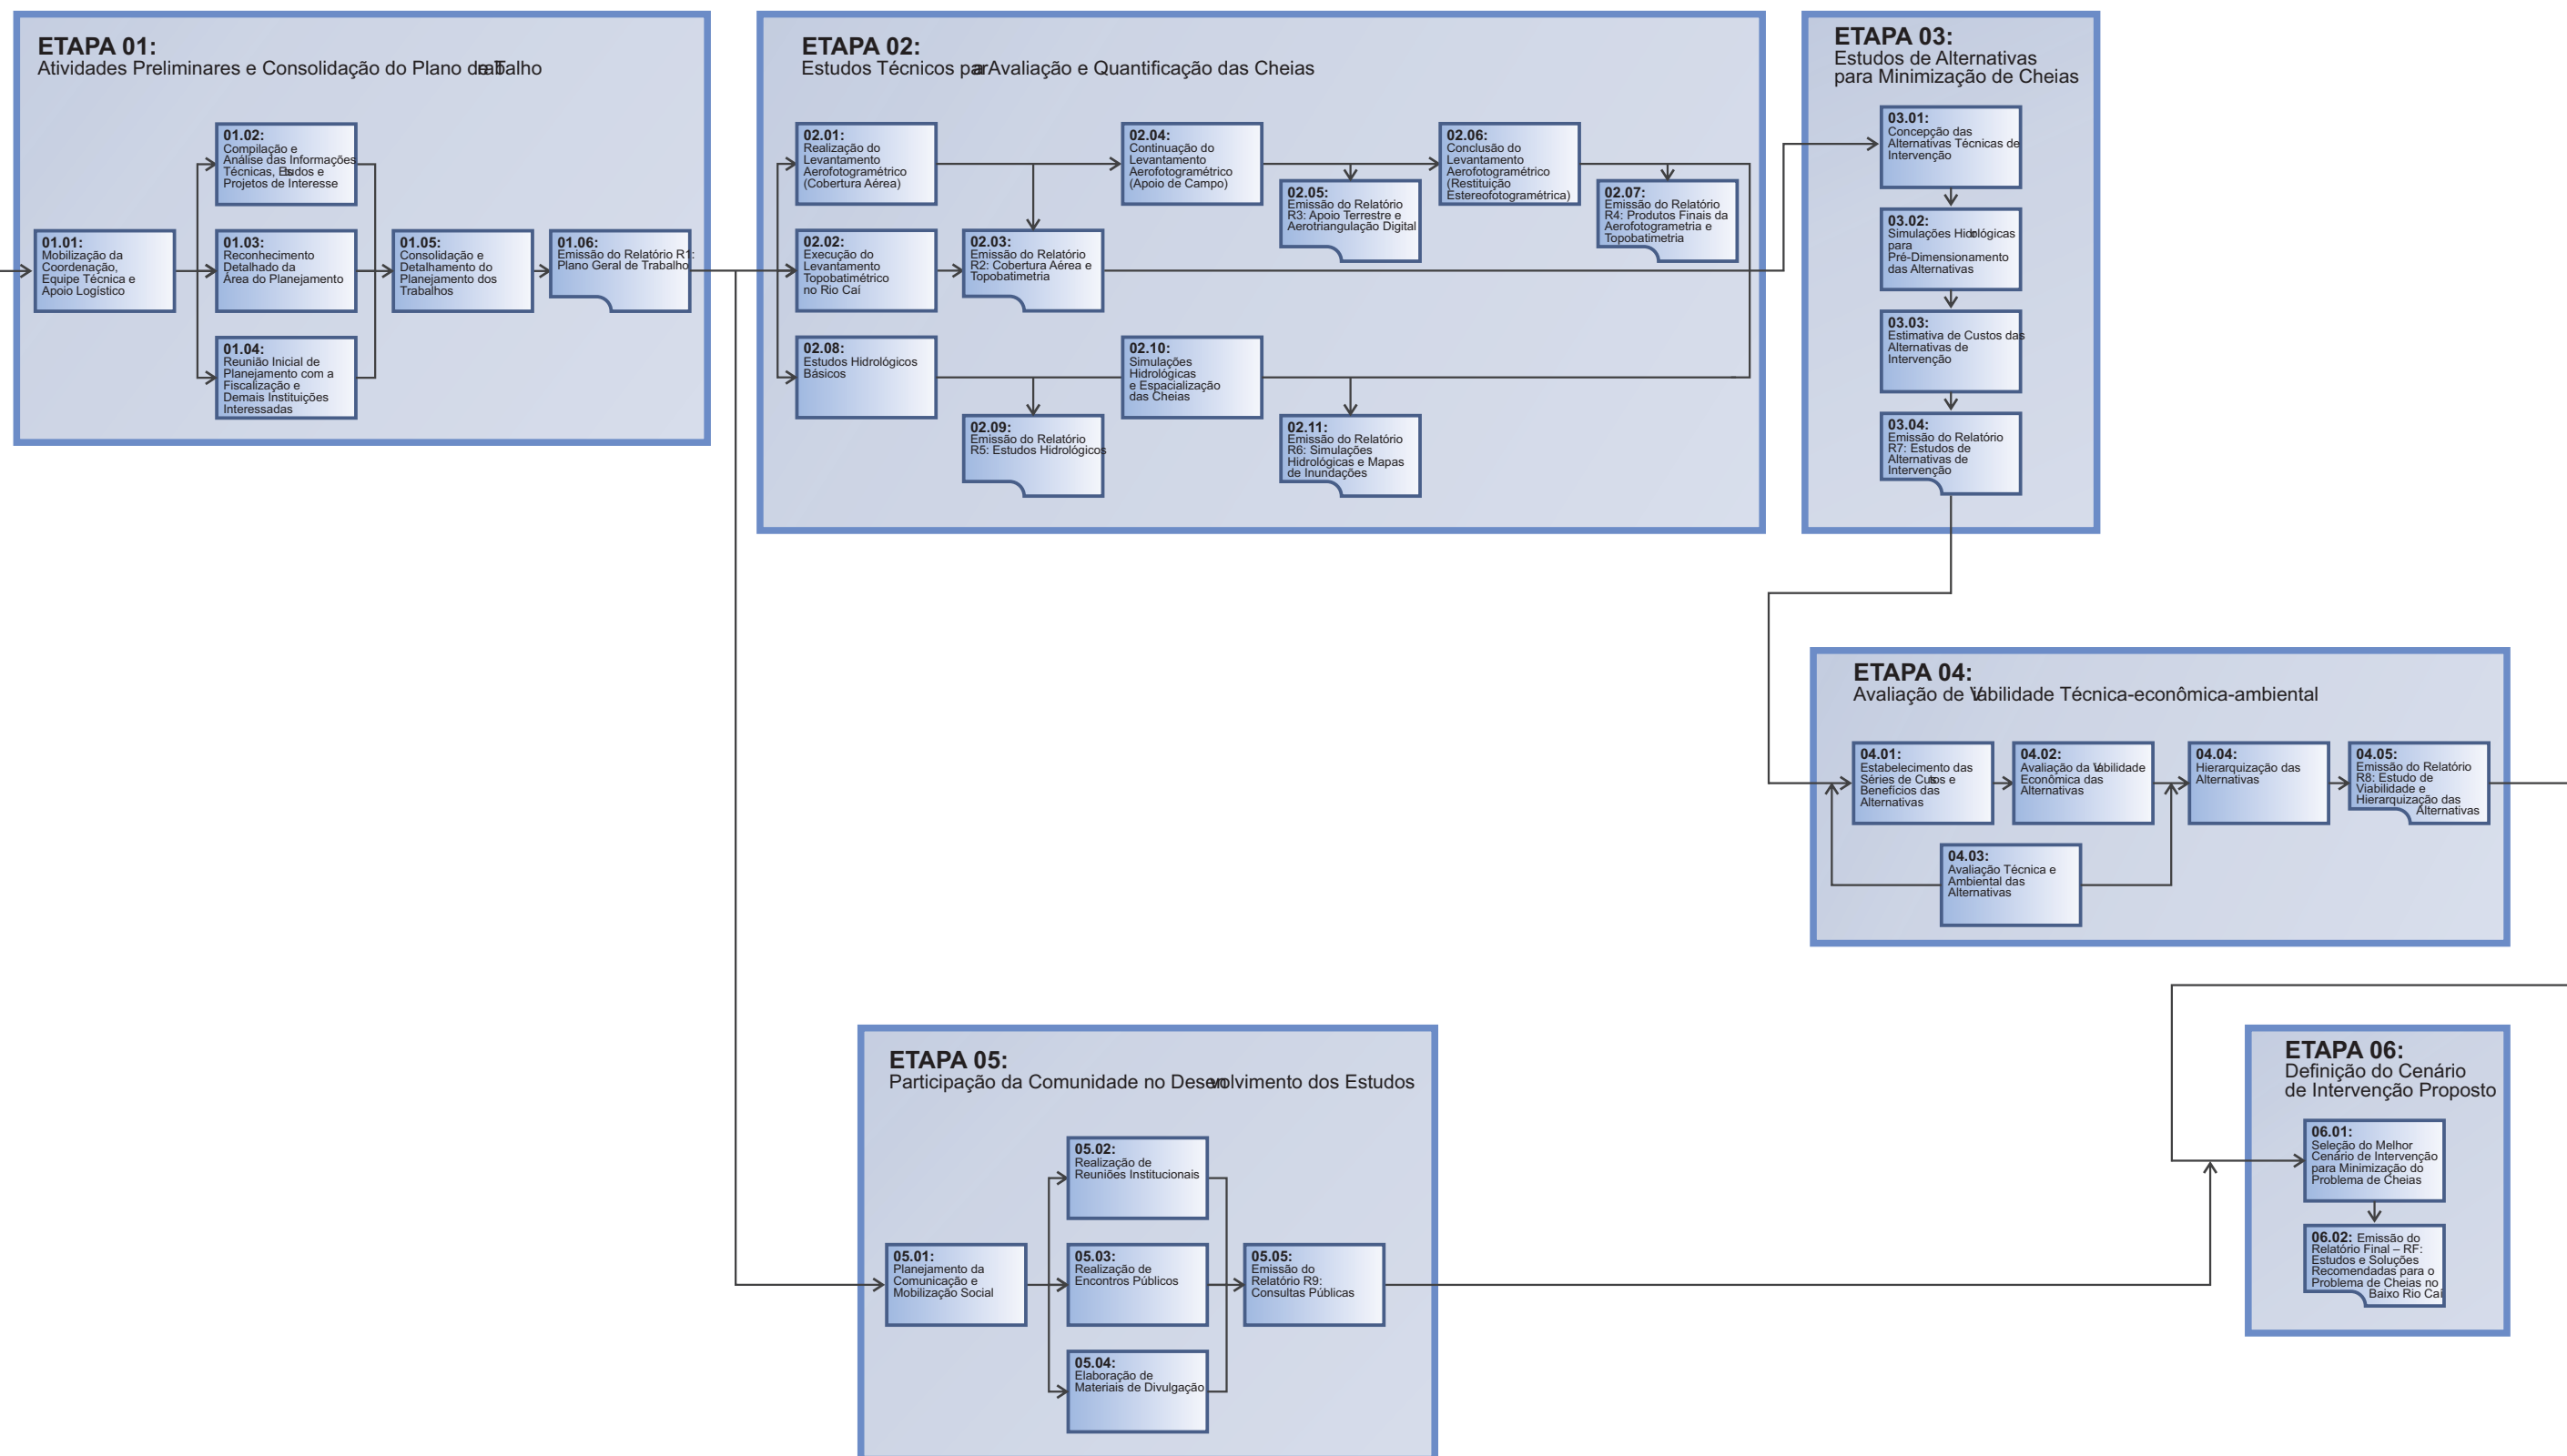 ETAPA 01:
Atividades Preliminares e Consolidação do Plano de Trabalho
01.01:
Mobilização da
Coordenação,
Equipe Técnica e
Apoio Logístico
01.02:
Compilação e
Análise das Informações
Técnicas, Estudos e
Projetos de Interesse
01.03:
Reconhecimento
Detalhado da
Área do Planejamento
01.04:
Reunião Inicial de
Planejamento com a
Fiscalização e
Demais Instituições
Interessadas
01.05:
Consolidação e
Detalhamento do
Planejamento dos
Trabalhos
01.06:
Emissão do Relatório R1:
Plano Geral de Trabalho
ETAPA 02:
Estudos Técnicos para Avaliação e Quantificação das Cheias
02.01:
Realização do
Levantamento
Aerofotogramétrico
(Cobertura Aérea)
02.02:
Execução do
Levantamento
Topobatimétrico
no Rio Caí
02.03:
Emissão do Relatório
R2: Cobertura Aérea e
Topobatimetria
02.04:
Continuação do
Levantamento
Aerofotogramétrico
(Apoio de Campo)
02.05:
Emissão do Relatório
R3: Apoio Terrestre e
Aerotriangulação Digital
02.06:
Conclusão do
Levantamento
Aerofotogramétrico
(Restituição
Estereofotogramétrica)
02.07:
Emissão do Relatório
R4: Produtos Finais da
Aerofotogrametria e
Topobatimetria
02.08:
Estudos Hidrológicos
Básicos
02.09:
Emissão do Relatório
R5: Estudos Hidrológicos
02.10:
Simulações
Hidrológicas
e Espacialização
das Cheias
02.11:
Emissão do Relatório
R6: Simulações
Hidrológicas e Mapas
de Inundações
ETAPA 03:
Estudos de Alternativas
para Minimização de Cheias
03.01:
Concepção das
Alternativas Técnicas de
Intervenção
03.02:
Simulações Hidrológicas
para
Pré-Dimensionamento
das Alternativas
03.03:
Estimativa de Custos das
Alternativas de
Intervenção
03.04:
Emissão do Relatório
R7: Estudos de
Alternativas de
Intervenção
ETAPA 04:
Avaliação de Viabilidade Técnica-econômica-ambiental
04.01:
Estabelecimento das
Séries de Custos e
Benefícios das
Alternativas
04.02:
Avaliação da Viabilidade
Econômica das
Alternativas
04.03:
Avaliação Técnica e
Ambiental das
Alternativas
04.04:
Hierarquização das
Alternativas
04.05:
Emissão do Relatório
R8: Estudo de
Viabilidade e
Hierarquização das
Alternativas
ETAPA 05:
Participação da Comunidade no Desenvolvimento dos Estudos
05.01:
Planejamento da
Comunicação e
Mobilização Social
05.02:
Realização de
Reuniões Institucionais
05.03:
Realização de
Encontros Públicos
05.04:
Elaboração de
Materiais de Divulgação
05.05:
Emissão do
Relatório R9:
Consultas Públicas
ETAPA 06:
Definição do Cenário
de Intervenção Proposto
06.01:
Seleção do Melhor
Cenário de Intervenção
para Minimização do
Problema de Cheias
06.02: Emissão do
Relatório Final – RF:
Estudos e Soluções
Recomendadas para o
Problema de Cheias no
Baixo Rio Caí